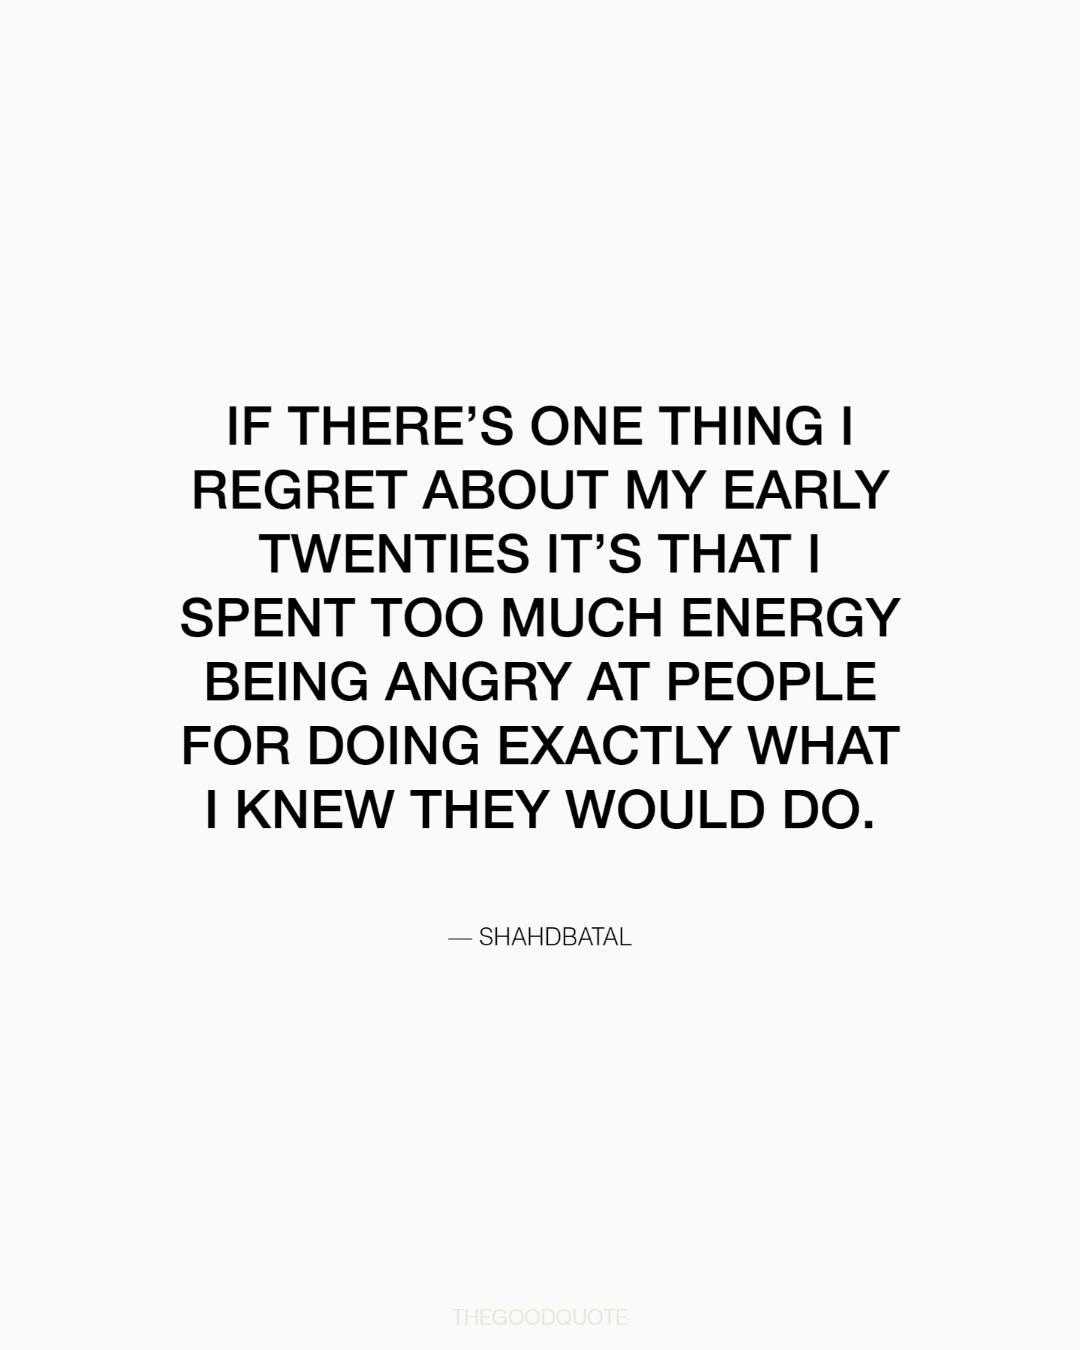 IF THERE’S ONE THING I
REGRET ABOUT MY EARLY
TWENTIES IT’S THAT I
SPENT TOO MUCH ENERGY
BEING ANGRY AT PEOPLE
FOR DOING EXACTLY WHAT
I KNEW THEY WOULD DO.
— SHAHDBATAL
THEGOODQUOTE